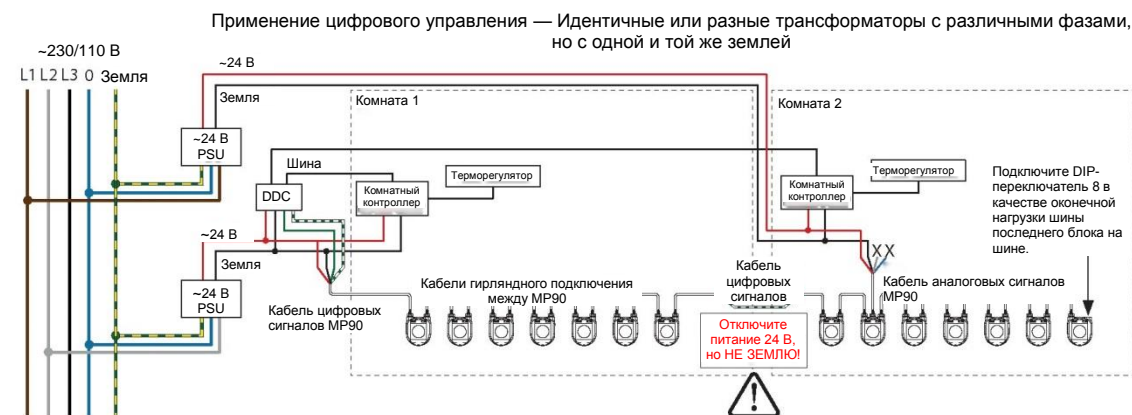 Применение цифрового управления — Идентичные или разные трансформаторы с различными фазами,
но с одной и той же землей
~230/110 В
L1 L2 L3 0 Земля
~24 В
Земля
Комната 1
Комната 2
~24 В
PSU
Шина
DDC
Комнатный
контроллер
Терморегулятор
Комнатный
контроллер
Терморегулятор
Подключите DIP-
переключатель 8 в
качестве оконечной
нагрузки шины
последнего блока на
шине.
~24 В
Земля
~24 В
PSU
Кабель цифровых
сигналов MP90
Кабели гирляндного подключения
между MP90
Кабель
цифровых
сигналов
XX
Кабель аналоговых сигналов
MP90
Отключите
питание 24 В,
но НЕ ЗЕМЛЮ!